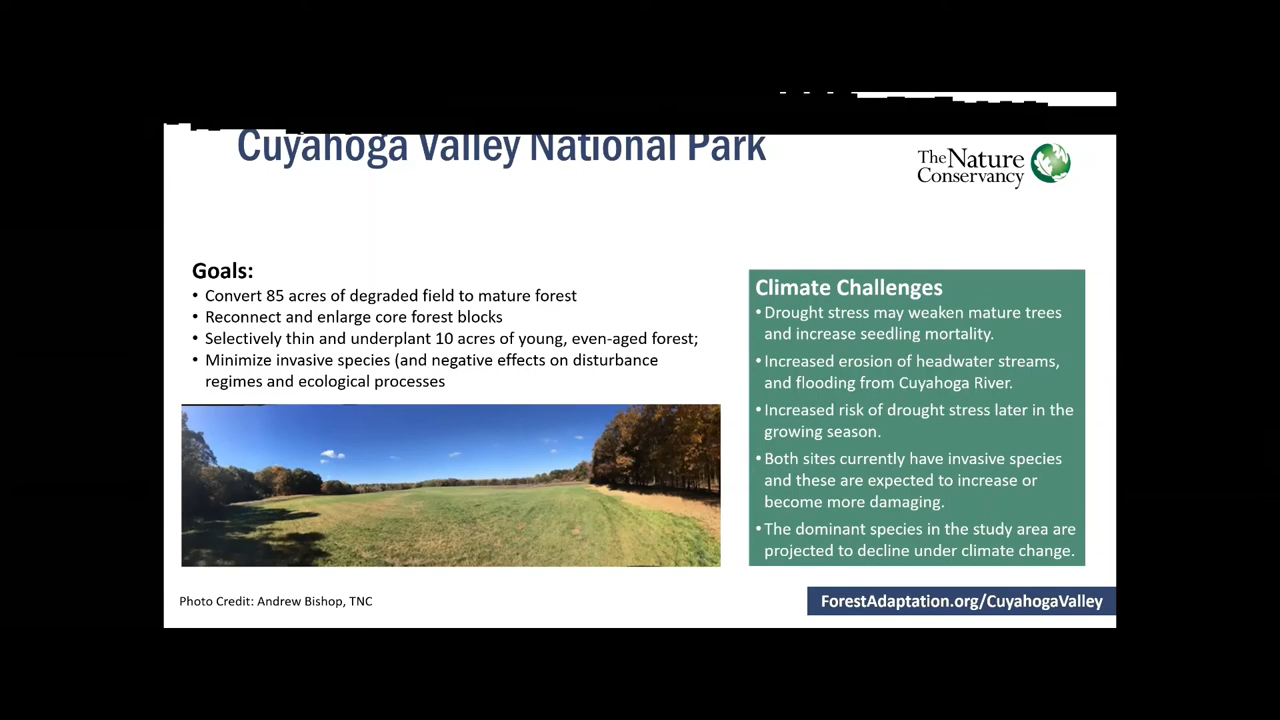 Cuyahoga Valley National Park
The Nature
Conservancy
Goals:
• Convert 85 acres of degraded field to mature forest
• Reconnect and enlarge core forest blocks
• Selectively thin and underplant 10 acres of young, even-aged forest;
• Minimize invasive species (and negative effects on disturbance
regimes and ecological processes
Climate Challenges
• Drought stress may weaken mature trees
and increase seedling mortality.
• Increased erosion of headwater streams,
and flooding from Cuyahoga River.
• Increased risk of drought stress later in the
growing season.
• Both sites currently have invasive species
and these are expected to increase or
become more damaging.
• The dominant species in the study area are
projected to decline under climate change.
Photo Credit: Andrew Bishop, TNC
ForestAdaptation.org/CuyahogaValley